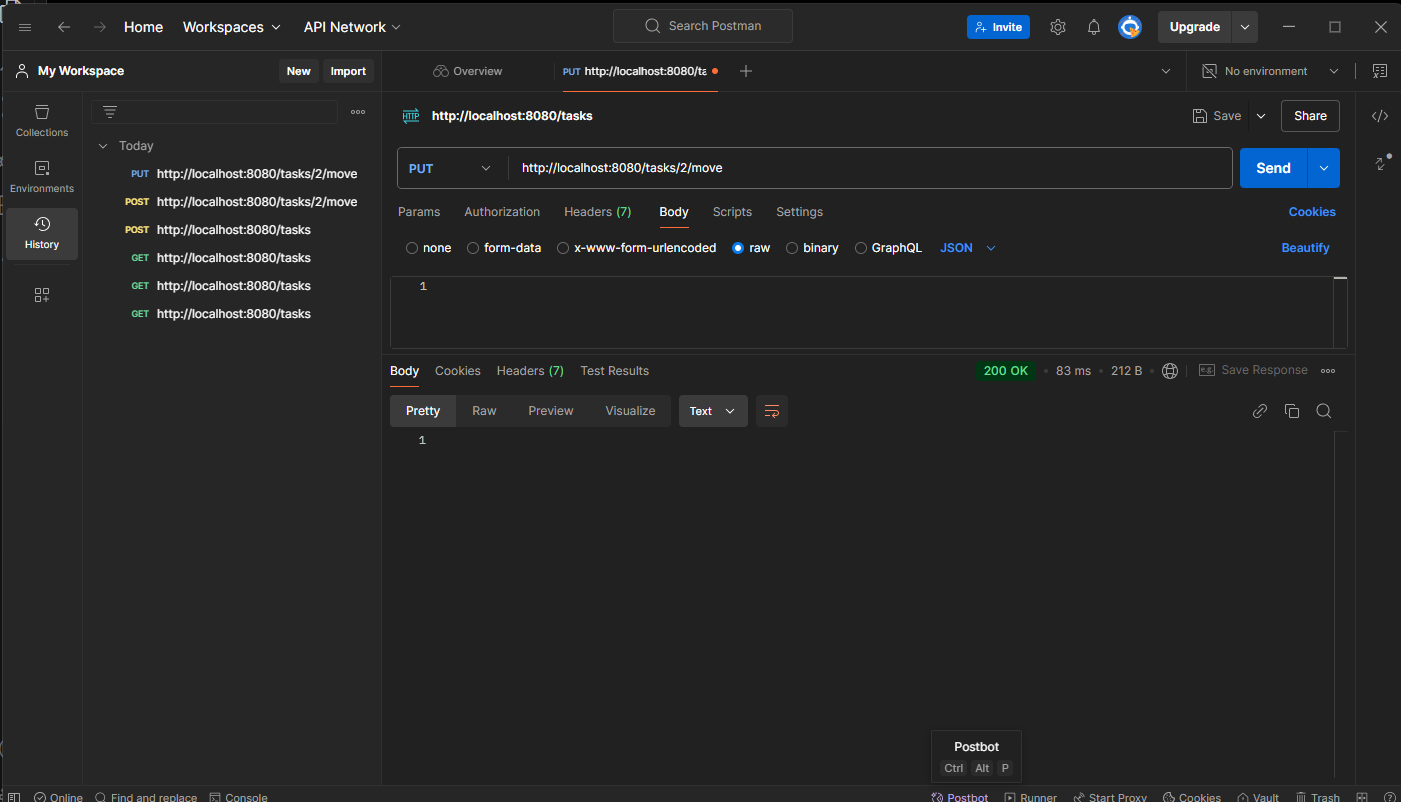 Home Workspaces API Network Search Postman Invite Upgrade
My Workspace New Import Overview PUT http://localhost:8080/ta No environment
Collections
Environments
History
Today
PUT http://localhost:8080/tasks/2/move
POST http://localhost:8080/tasks/2/move
POST http://localhost:8080/tasks
GET http://localhost:8080/tasks
GET http://localhost:8080/tasks
GET http://localhost:8080/tasks
HTTP http://localhost:8080/tasks Save Share
PUT http://localhost:8080/tasks/2/move Send
Params Authorization Headers (7) Body Scripts Settings Cookies
none form-data x-www-form-urlencoded raw binary GraphQL JSON Beautify
1
Body Cookies Headers (7) Test Results 200 OK • 83 ms • 212 B e.g. Save Response
Pretty Raw Preview Visualize Text
1
Postbot
Ctrl Alt P
Online Find and replace Console Postbot Runner Start Proxy Cookies Vault Trash